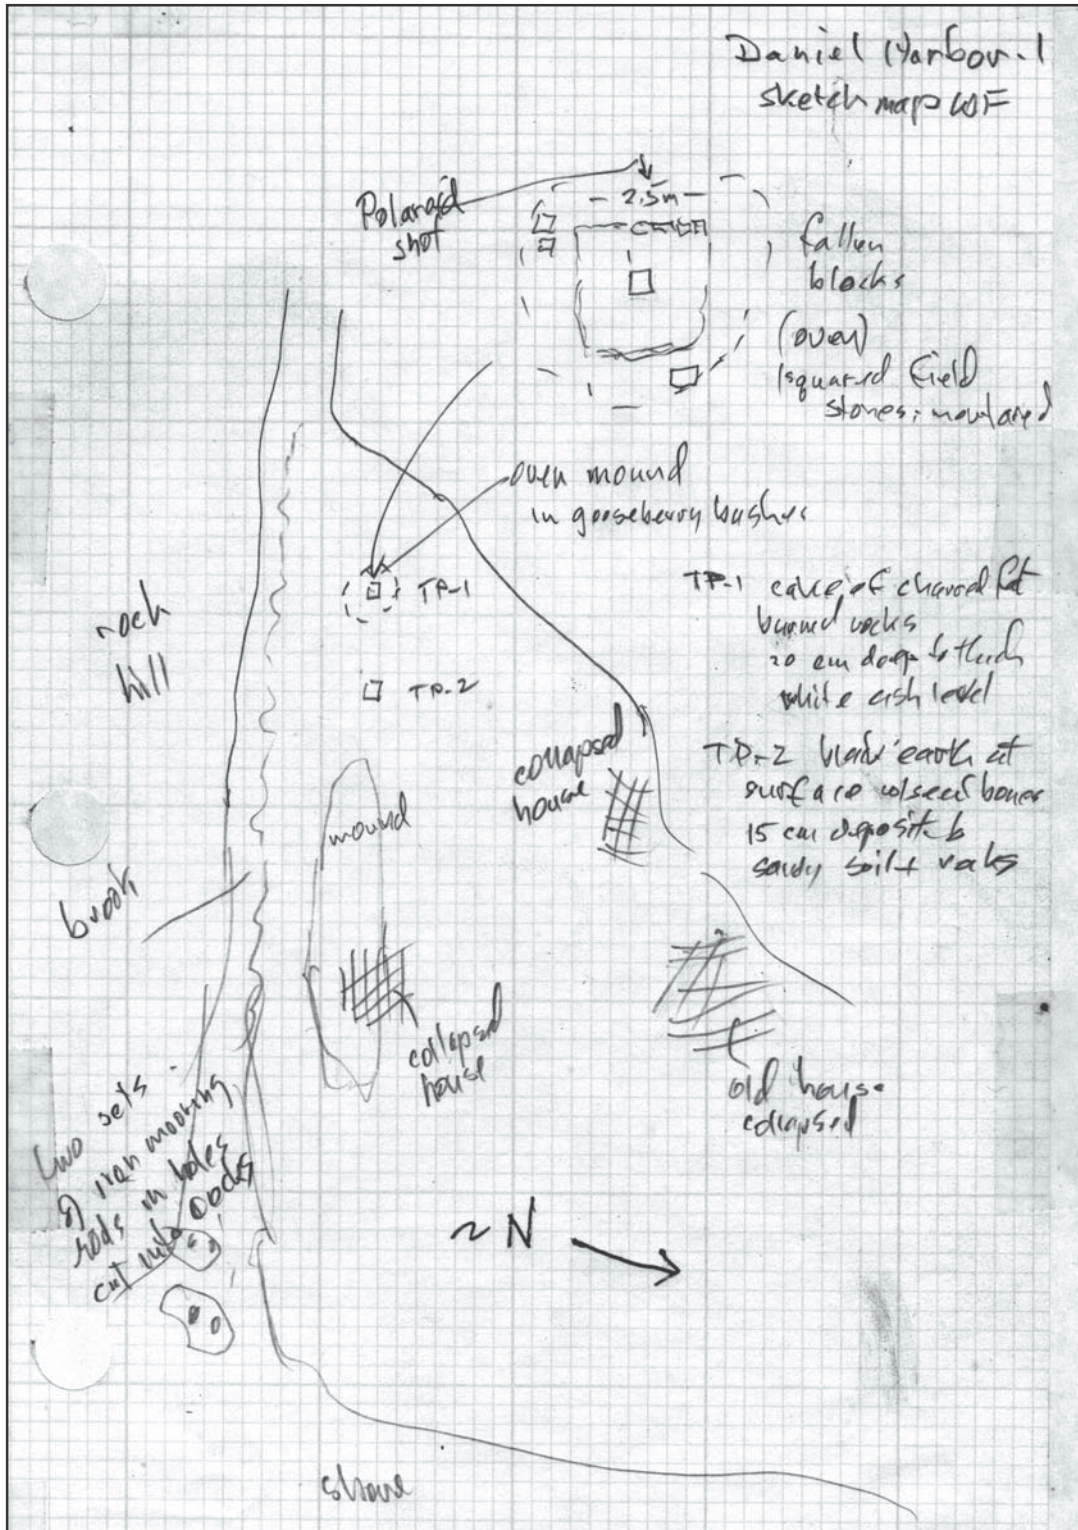 Daniel Harbor-1
sketch map WF
Polaroid
shot
- 2.5m -
fallen
blocks
(oven)
squared field
stones; mortared
oven mound
in gooseberry bushes
TP-1
TP-2
rock
hill
TP-1 cake of charred fat
burned rocks
20 cm deep to thick
white ash level
TP-2 black earth at
surface w/seal bones
15 cm deposit to
sandy soil + rocks
collapsed
house
mound
brook
collapsed
house
old house
collapsed
two sets
of iron mooring
rods in holes
cut into rocks
~ N
shore